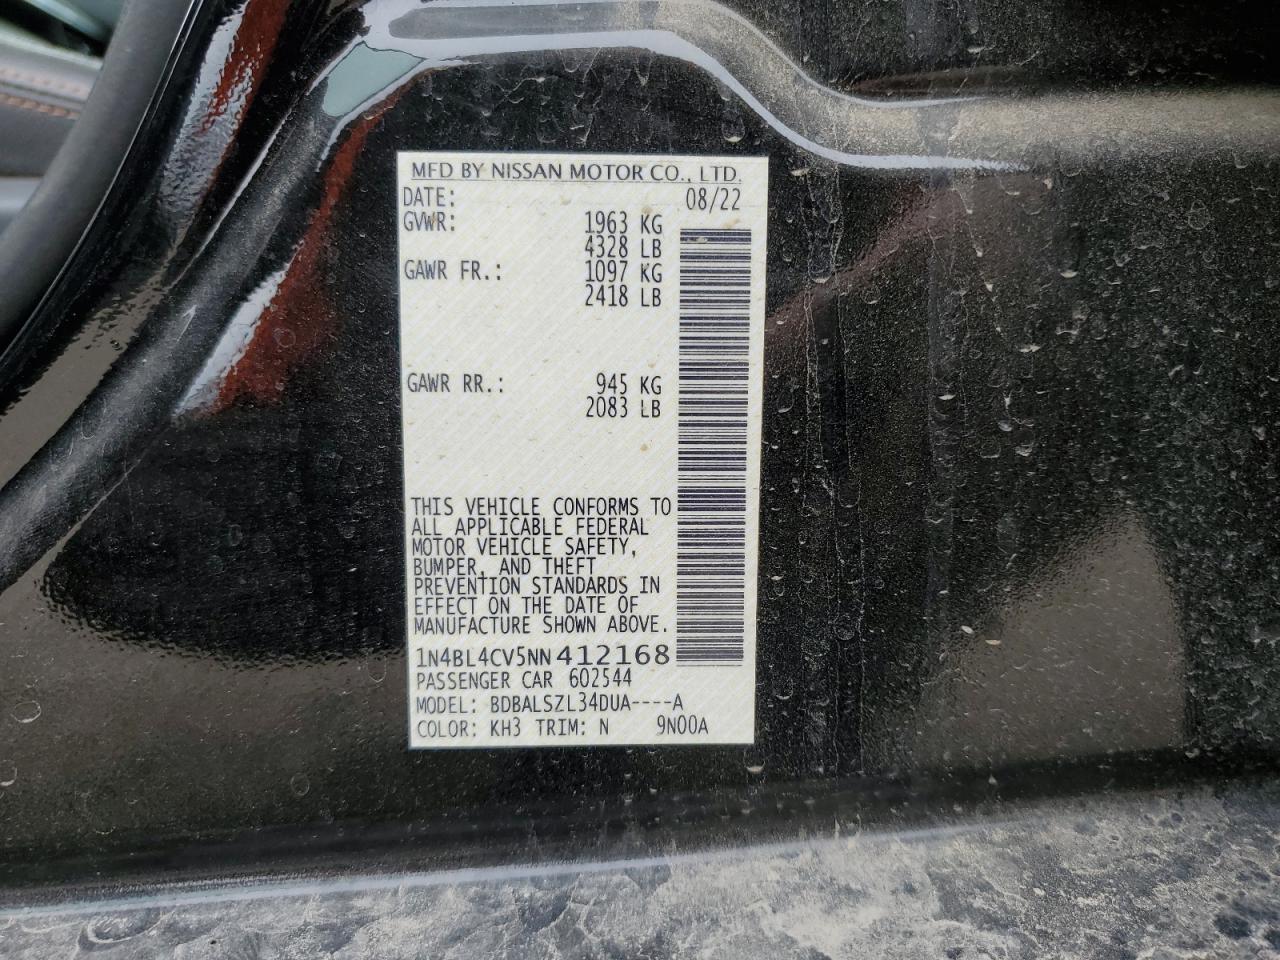 MFD BY NISSAN MOTOR CO., LTD.
DATE: 08/22
GVWR: 1963 KG
4328 LB
GAWR FR.: 1097 KG
2418 LB
GAWR RR.: 945 KG
2083 LB
THIS VEHICLE CONFORMS TO
ALL APPLICABLE FEDERAL
MOTOR VEHICLE SAFETY,
BUMPER, AND THEFT
PREVENTION STANDARDS IN
EFFECT ON THE DATE OF
MANUFACTURE SHOWN ABOVE.
1N4BL4CV5NN412168
PASSENGER CAR 602544
MODEL: BDBALSZL34DUA----A
COLOR: KH3 TRIM: N 9N00A